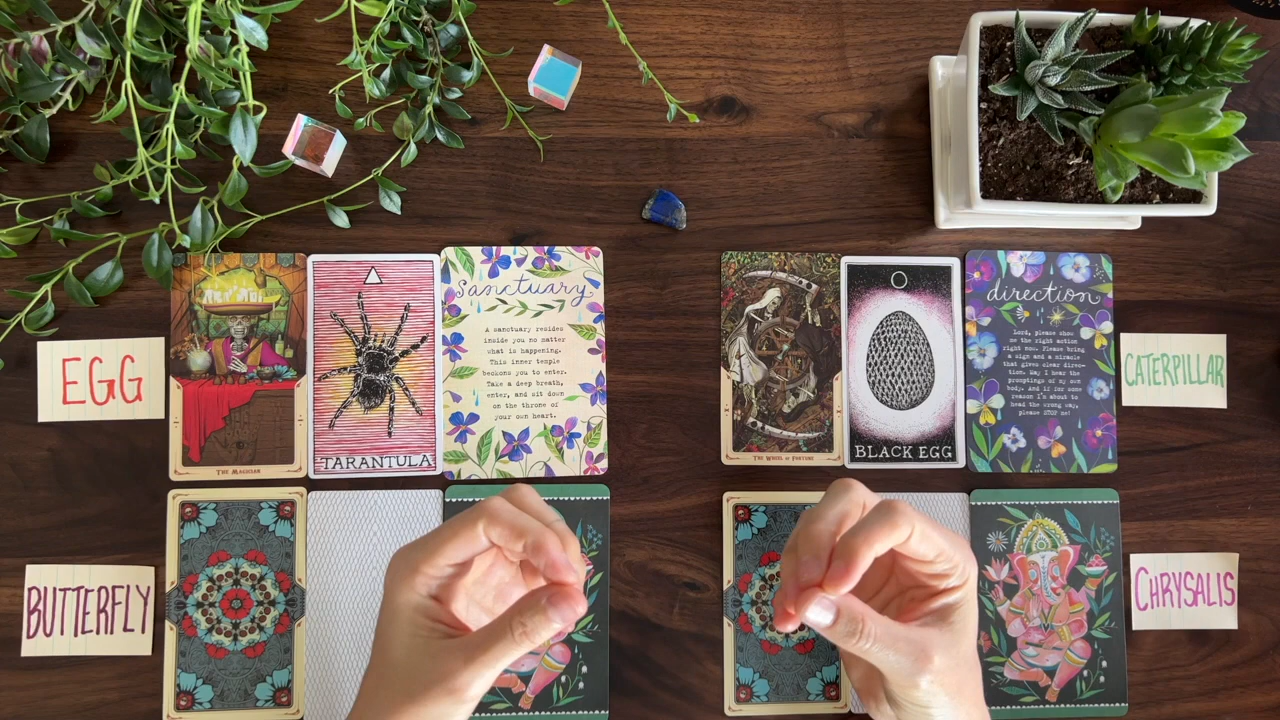 EGG
THE MAGICIAN
TARANTULA
sanctuary
A sanctuary resides
inside you no matter
what is happening.
This inner temple
beckons you to enter.
Take a deep breath,
enter, and sit down
on the throne of
your own heart.
THE WHEEL OF FORTUNE
BLACK EGG
direction
Lord, please show
me the right action
right now. Please bring
a sign and a miracle
that gives clear direc-
tion. May I hear the
promptings of my own
body. And if for some
reason I'm about to
head the wrong way,
please STOP me!
CATERPILLAR
BUTTERFLY
CHRYSALIS